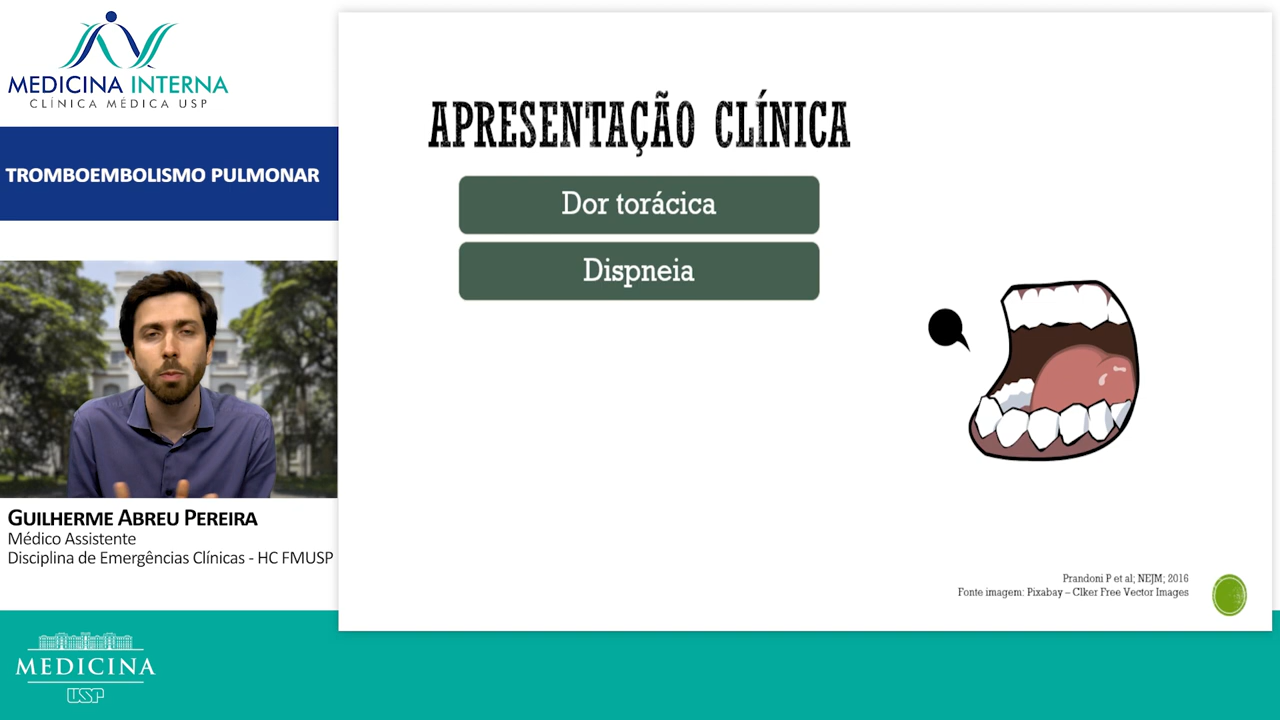 MEDICINA INTERNA
CLÍNICA MÉDICA USP
TROMBOEMBOLISMO PULMONAR
GUILHERME ABREU PEREIRA
Médico Assistente
Disciplina de Emergências Clínicas - HC FMUSP
MEDICINA
USP
APRESENTAÇÃO CLÍNICA
Dor torácica
Dispneia
Prandoni P et al; NEJM; 2016
Fonte imagem: Pixabay – Clker Free Vector Images